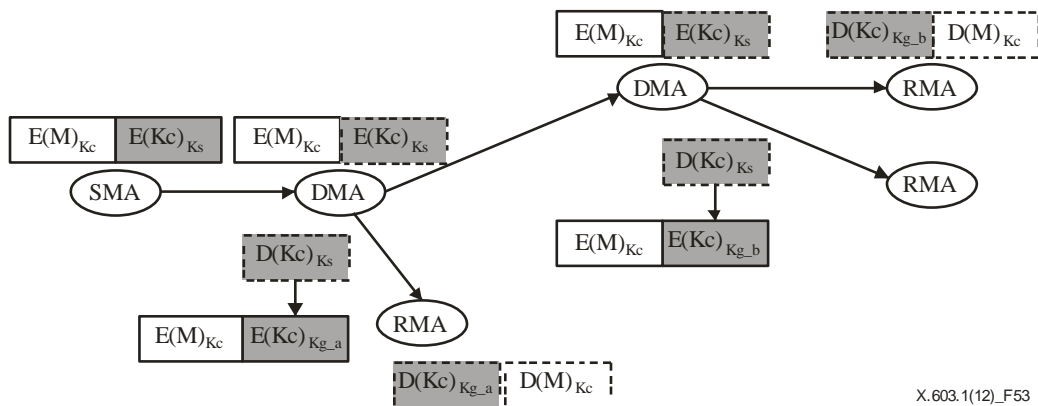 E(M)Kc E(Kc)Ks D(Kc)Kg_b D(M)Kc
DMA RMA
E(M)Kc E(Kc)Ks E(M)Kc E(Kc)Ks
D(Kc)Ks
SMA DMA RMA
D(Kc)Ks E(M)Kc E(Kc)Kg_b
RMA
E(M)Kc E(Kc)Kg_a
D(Kc)Kg_a D(M)Kc
X.603.1(12)_F53